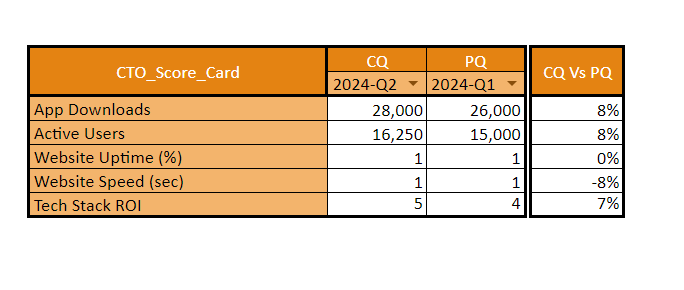 CTO_Score_Card CQ PQ CQ Vs PQ
2024-Q2 2024-Q1
App Downloads 28,000 26,000 8%
Active Users 16,250 15,000 8%
Website Uptime (%) 1 1 0%
Website Speed (sec) 1 1 -8%
Tech Stack ROI 5 4 7%